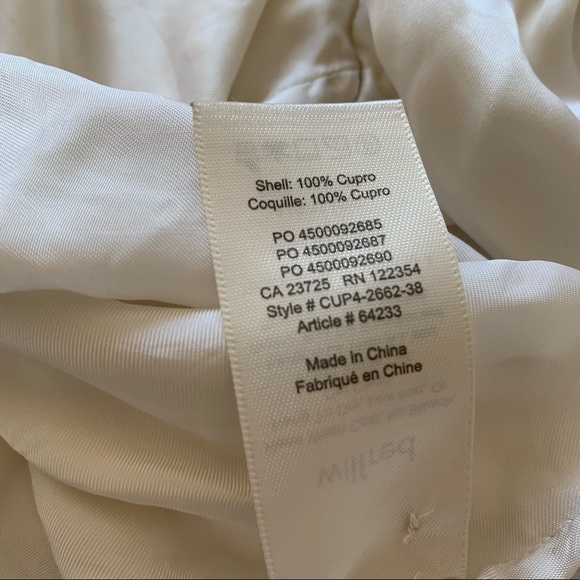 Shell: 100% Cupro
Coquille: 100% Cupro
PO 4500092685
PO 4500092687
PO 4500092690
CA 23725 RN 122354
Style # CUP4-2662-38
Article # 64233
Made in China
Fabriqué en Chine
wilfred